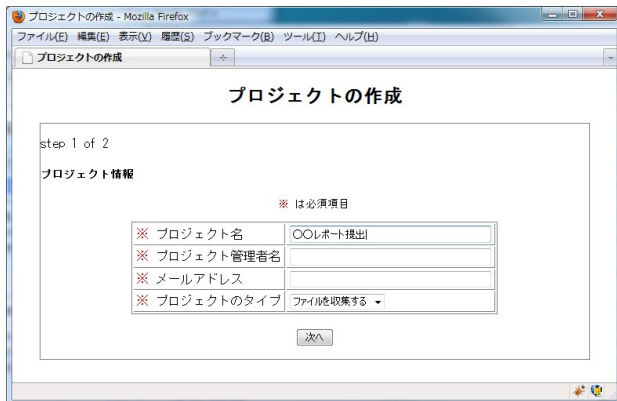 プロジェクトの作成 - Mozilla Firefox
ファイル(F) 編集(E) 表示(V) 履歴(S) ブックマーク(B) ツール(T) ヘルプ(H)
プロジェクトの作成
プロジェクトの作成
step 1 of 2
プロジェクト情報
※ は必須項目
※ プロジェクト名 〇〇レポート提出
※ プロジェクト管理者名
※ メールアドレス
※ プロジェクトのタイプ ファイルを収集する
次へ